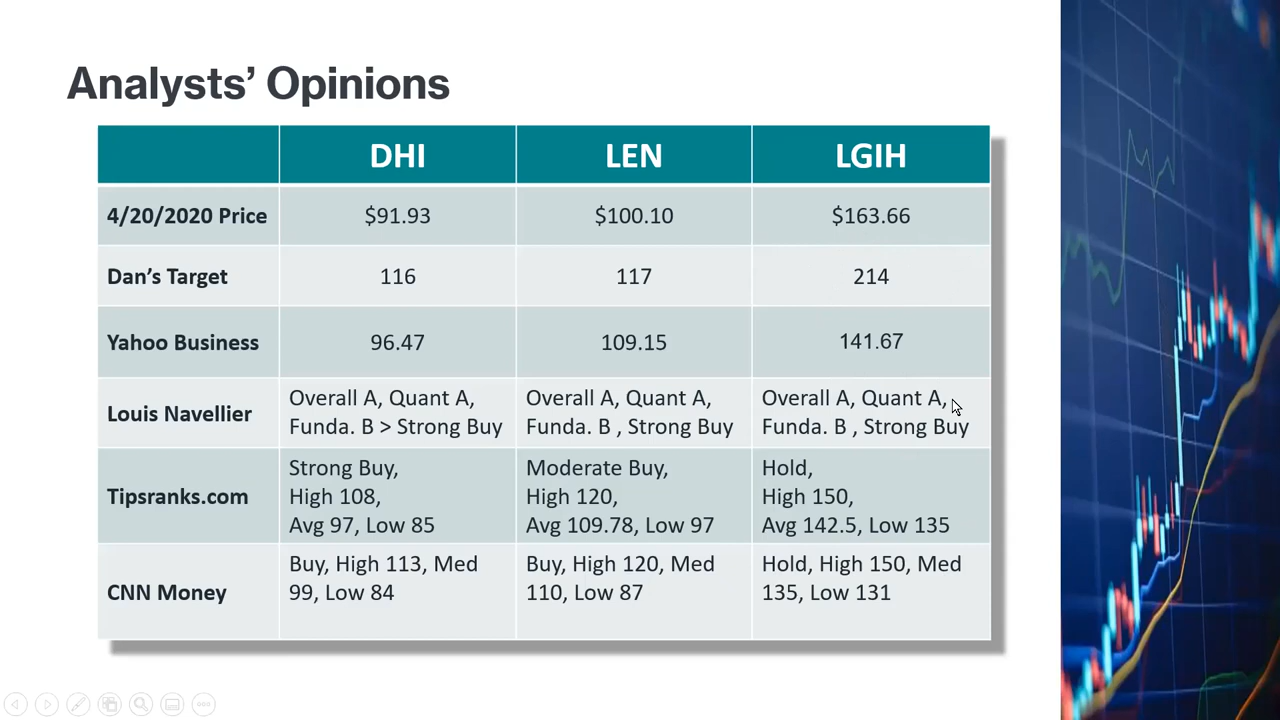 Analysts’ Opinions
DHI LEN LGIH
4/20/2020 Price $91.93 $100.10 $163.66
Dan’s Target 116 117 214
Yahoo Business 96.47 109.15 141.67
Louis Navellier
Overall A, Quant A,
Funda. B > Strong Buy
Overall A, Quant A,
Funda. B , Strong Buy
Overall A, Quant A,
Funda. B , Strong Buy
Tipsranks.com
Strong Buy,
High 108,
Avg 97, Low 85
Moderate Buy,
High 120,
Avg 109.78, Low 97
Hold,
High 150,
Avg 142.5, Low 135
CNN Money
Buy, High 113, Med
99, Low 84
Buy, High 120, Med
110, Low 87
Hold, High 150, Med
135, Low 131